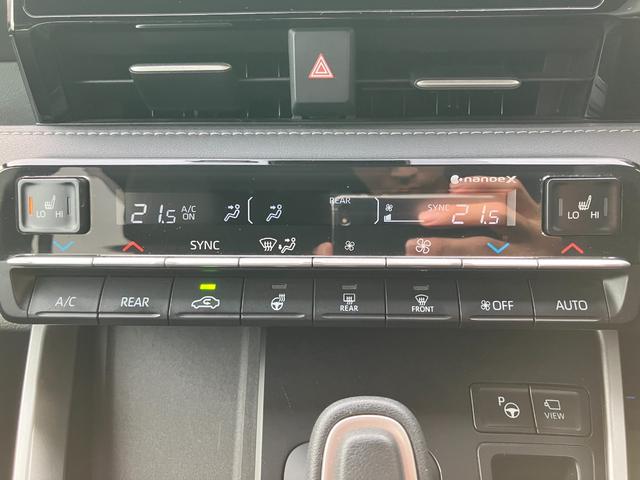 nanoeX
LO HI
21.5
A/C
ON
REAR
SYNC
21.5
LO HI
SYNC
A/C
REAR
REAR
FRONT
OFF
AUTO
P
VIEW